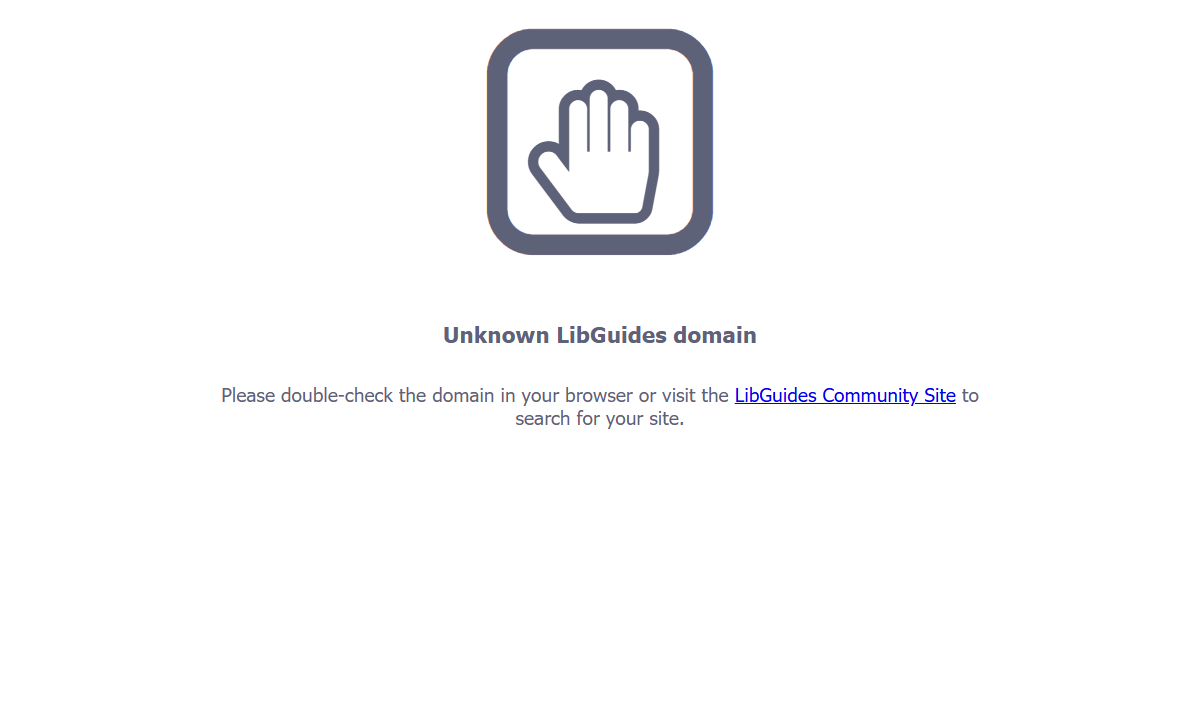 Unknown LibGuides domain
Please double-check the domain in your browser or visit the LibGuides Community Site to
search for your site.